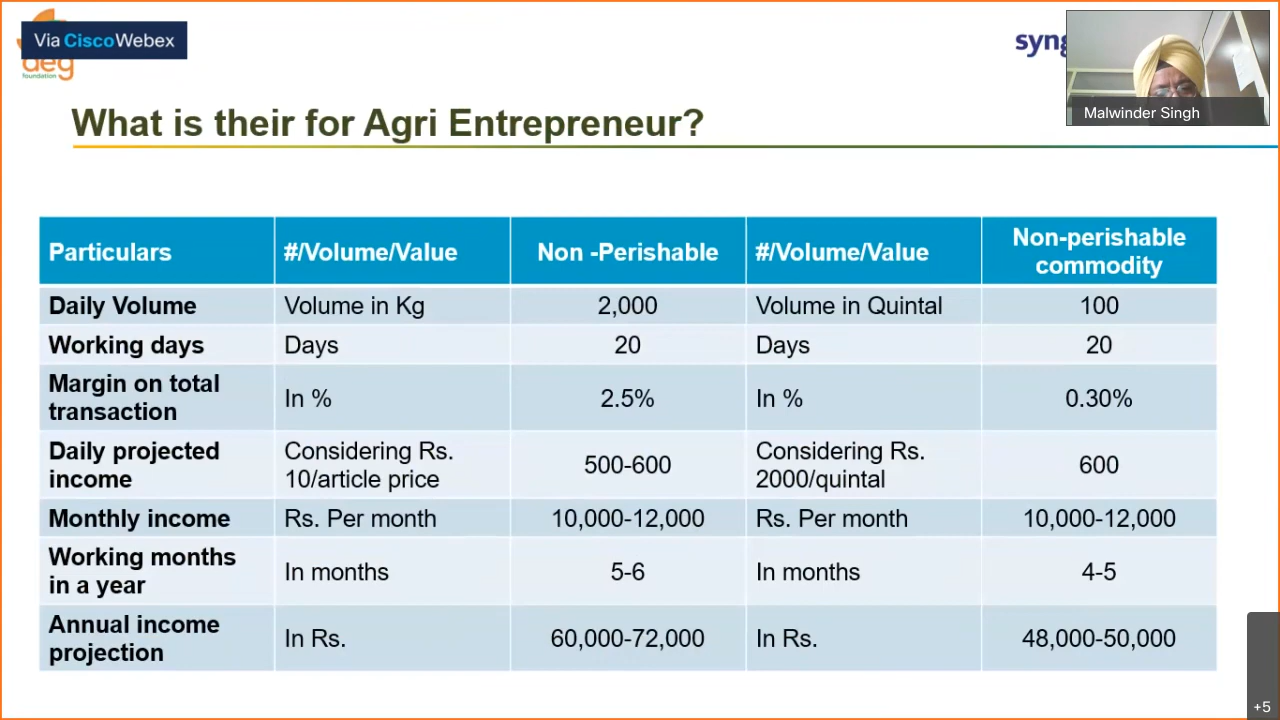 Via Cisco Webex
deg
foundation
syng
Malwinder Singh
What is their for Agri Entrepreneur?
Particulars #/Volume/Value Non -Perishable #/Volume/Value Non-perishable commodity
Daily Volume Volume in Kg 2,000 Volume in Quintal 100
Working days Days 20 Days 20
Margin on total transaction In % 2.5% In % 0.30%
Daily projected income Considering Rs. 10/article price 500-600 Considering Rs. 2000/quintal 600
Monthly income Rs. Per month 10,000-12,000 Rs. Per month 10,000-12,000
Working months in a year In months 5-6 In months 4-5
Annual income projection In Rs. 60,000-72,000 In Rs. 48,000-50,000
+5